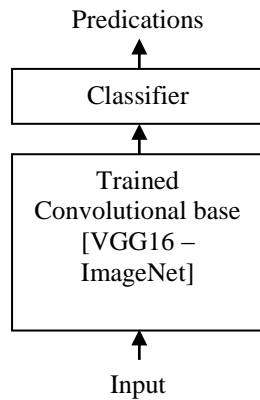 Predications
Classifier
Trained
Convolutional base
[VGG16 –
ImageNet]
Input